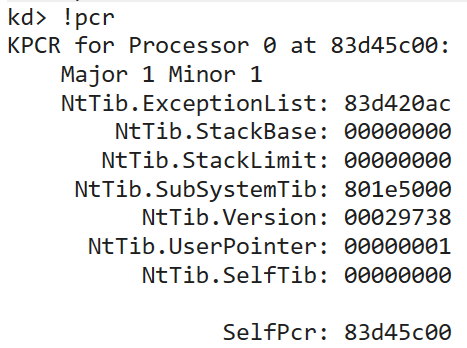 kd> !pcr
KPCR for Processor 0 at 83d45c00:
Major 1 Minor 1
NtTib.ExceptionList: 83d420ac
NtTib.StackBase: 00000000
NtTib.StackLimit: 00000000
NtTib.SubSystemTib: 801e5000
NtTib.Version: 00029738
NtTib.UserPointer: 00000001
NtTib.SelfTib: 00000000
SelfPcr: 83d45c00